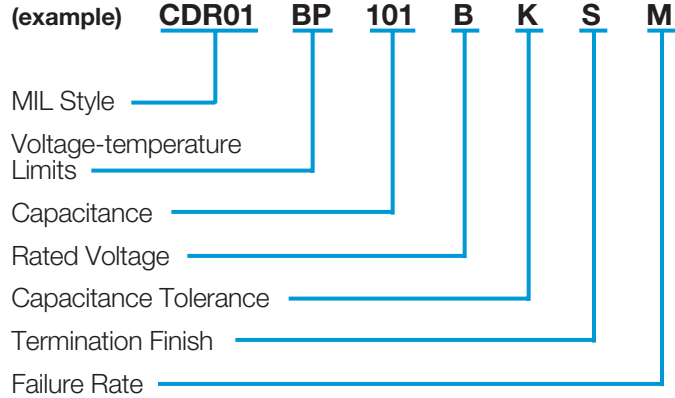 (example) CDR01 BP 101 B K S M
MIL Style
Voltage-temperature
Limits
Capacitance
Rated Voltage
Capacitance Tolerance
Termination Finish
Failure Rate